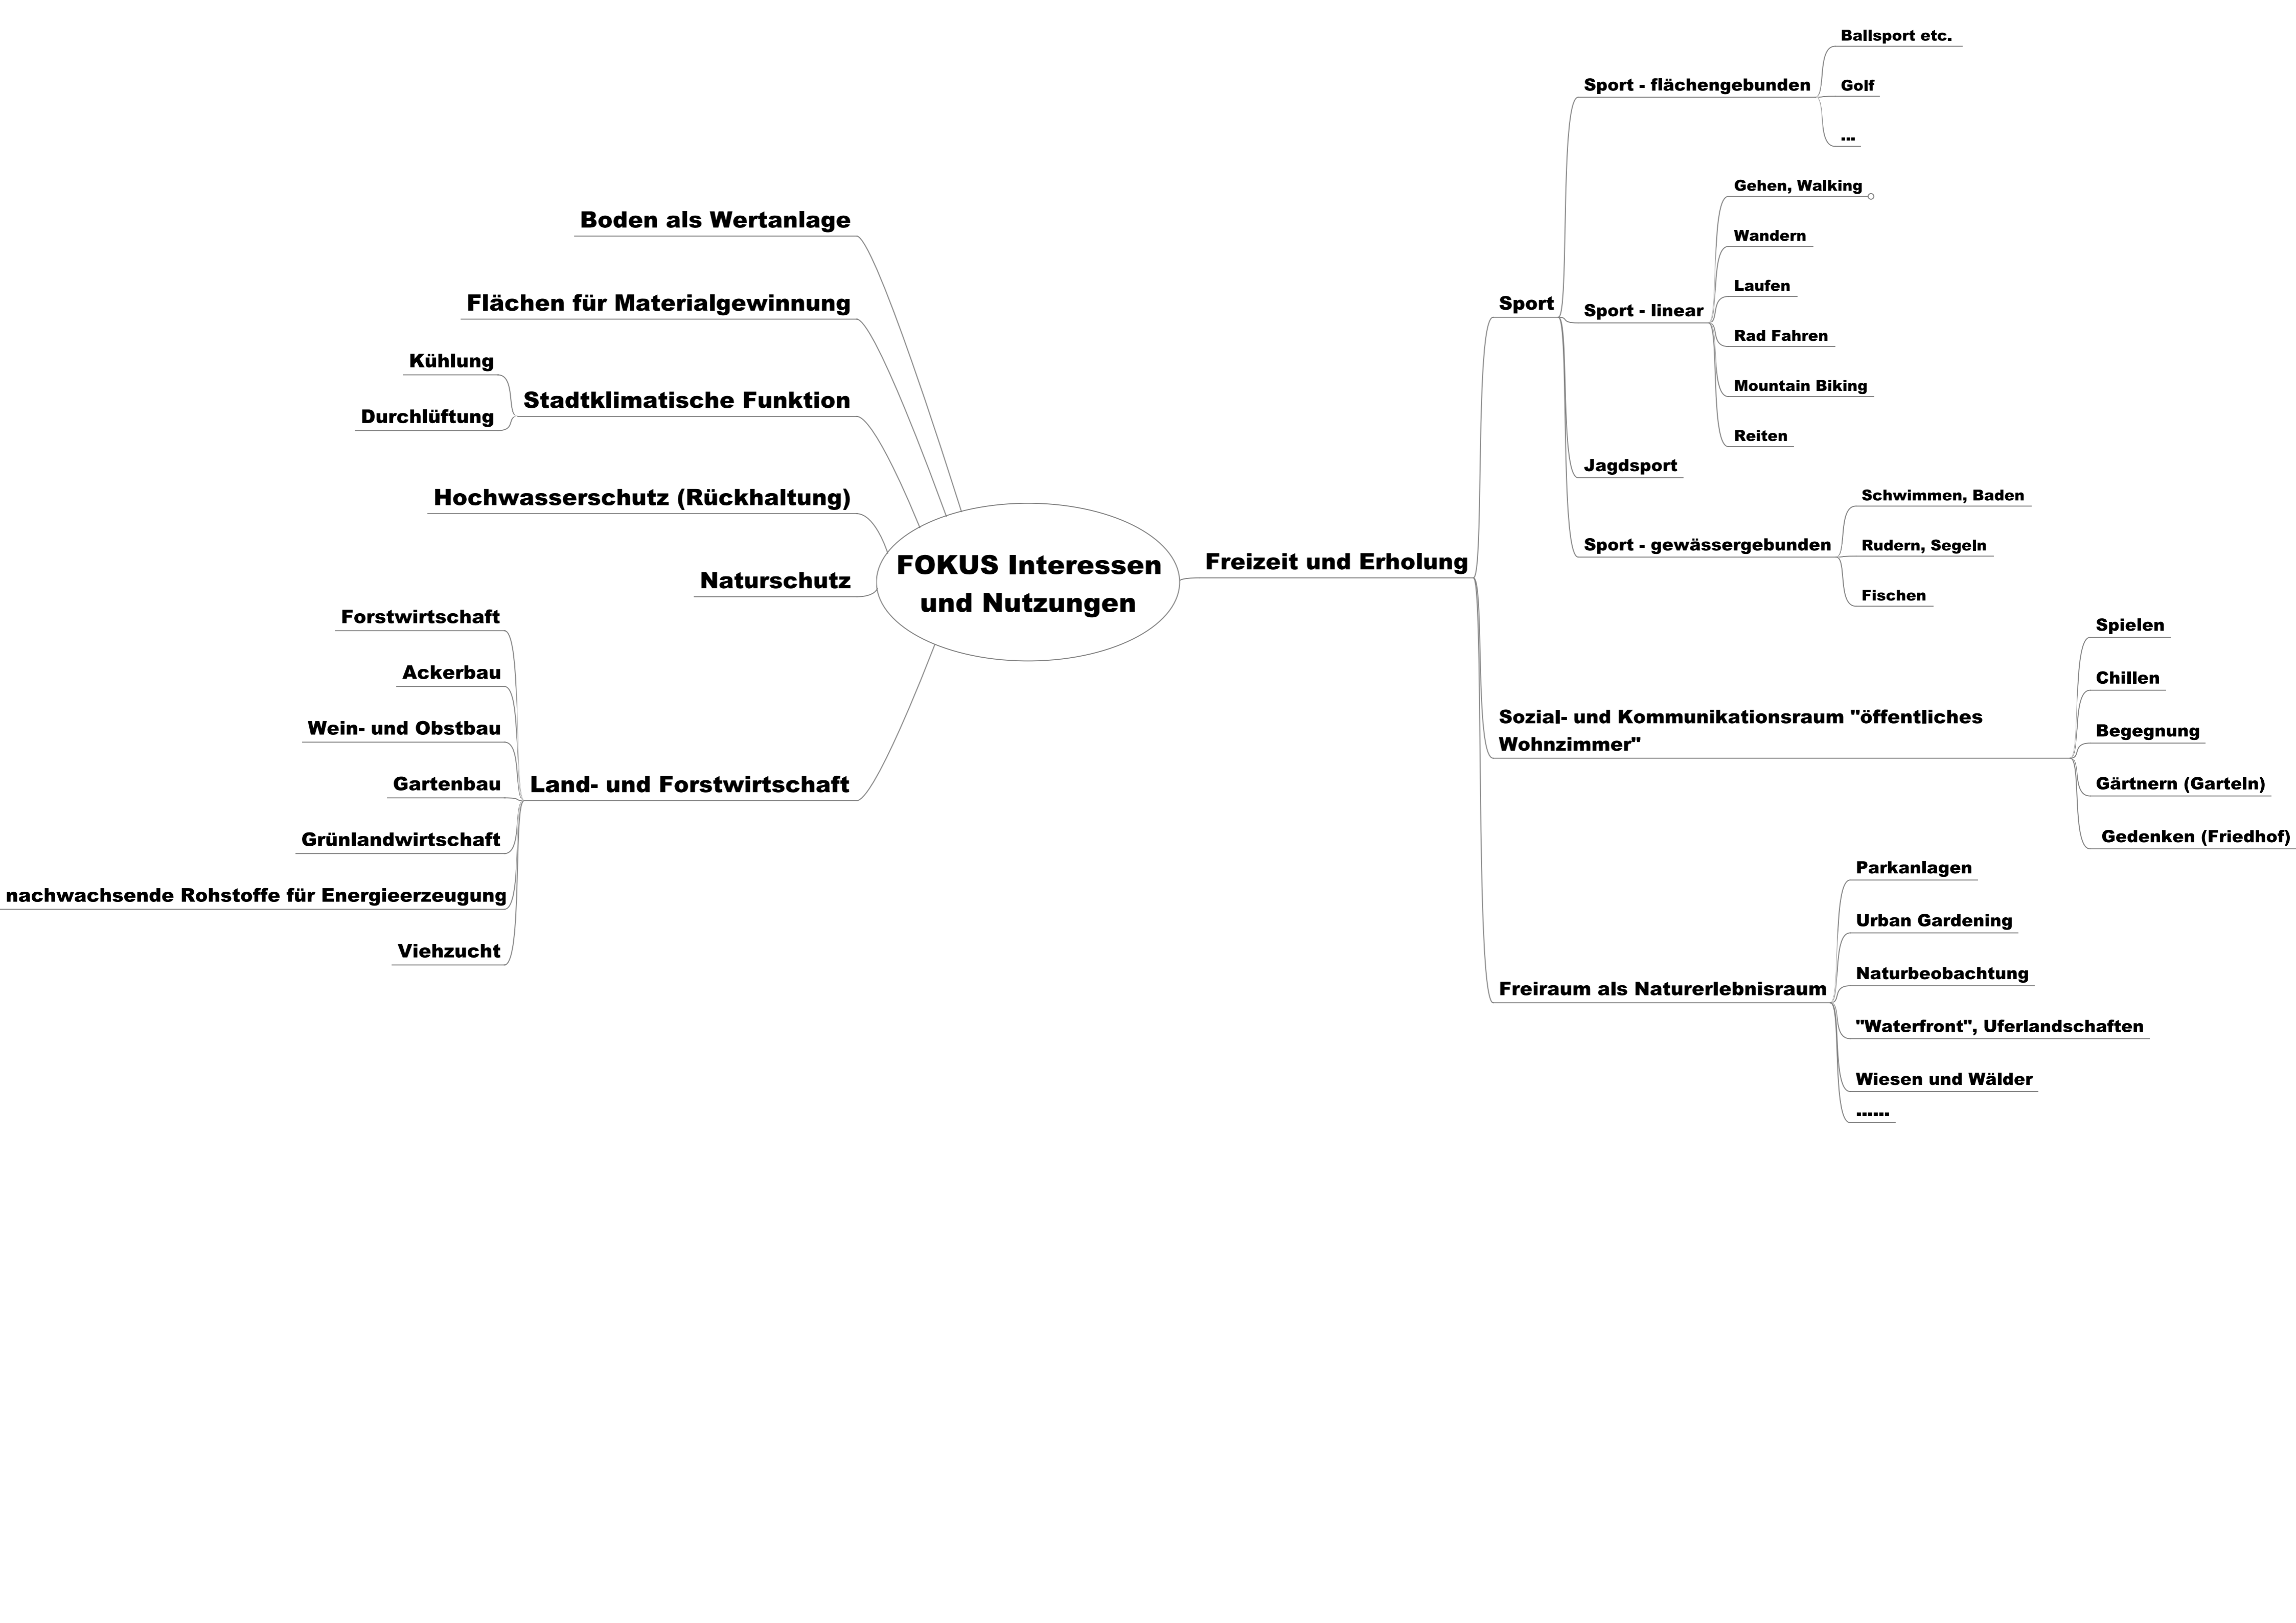 Boden als Wertanlage
Flächen für Materialgewinnung
Kühlung
Stadtklimatische Funktion
Durchlüftung
Hochwasserschutz (Rückhaltung)
Naturschutz
Forstwirtschaft
Ackerbau
Wein- und Obstbau
Gartenbau
Land- und Forstwirtschaft
Grünlandwirtschaft
nachwachsende Rohstoffe für Energieerzeugung
Viehzucht
FOKUS Interessen
und Nutzungen
Freizeit und Erholung
Sport
Sport - flächengebunden
Ballsport etc.
Golf
...
Sport - linear
Gehen, Walking
Wandern
Laufen
Rad Fahren
Mountain Biking
Reiten
Jagdsport
Sport - gewässergebunden
Schwimmen, Baden
Rudern, Segeln
Fischen
Sozial- und Kommunikationsraum "öffentliches
Wohnzimmer"
Spielen
Chillen
Begegnung
Gärtnern (Garteln)
Gedenken (Friedhof)
Freiraum als Naturerlebnisraum
Parkanlagen
Urban Gardening
Naturbeobachtung
"Waterfront", Uferlandschaften
Wiesen und Wälder
......